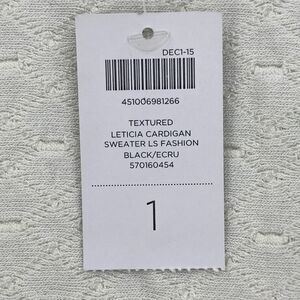 DEC1-15
451006981266
TEXTURED
LETICIA CARDIGAN
SWEATER LS FASHION
BLACK/ECRU
570160454
1